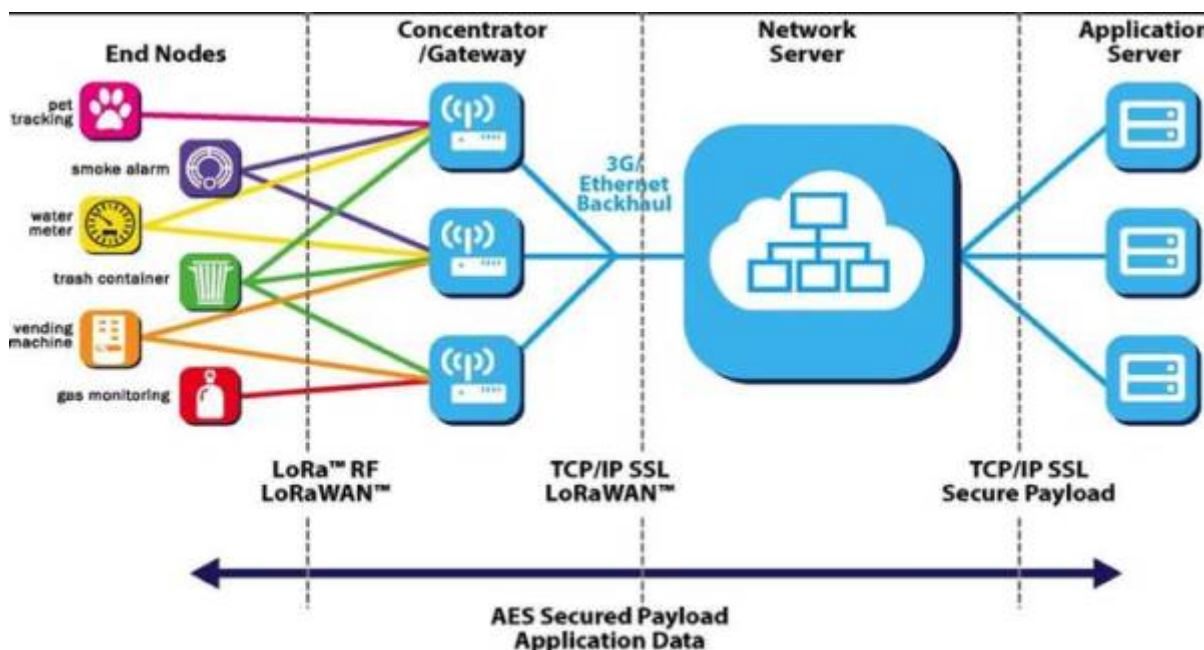 End Nodes
Concentrator
/Gateway
Network
Server
Application
Server
pet
tracking
smoke alarm
water
meter
trash container
vending
machine
gas monitoring
3G/
Ethernet
Backhaul
LoRa™ RF
LoRaWAN™
TCP/IP SSL
LoRaWAN™
TCP/IP SSL
Secure Payload
AES Secured Payload
Application Data